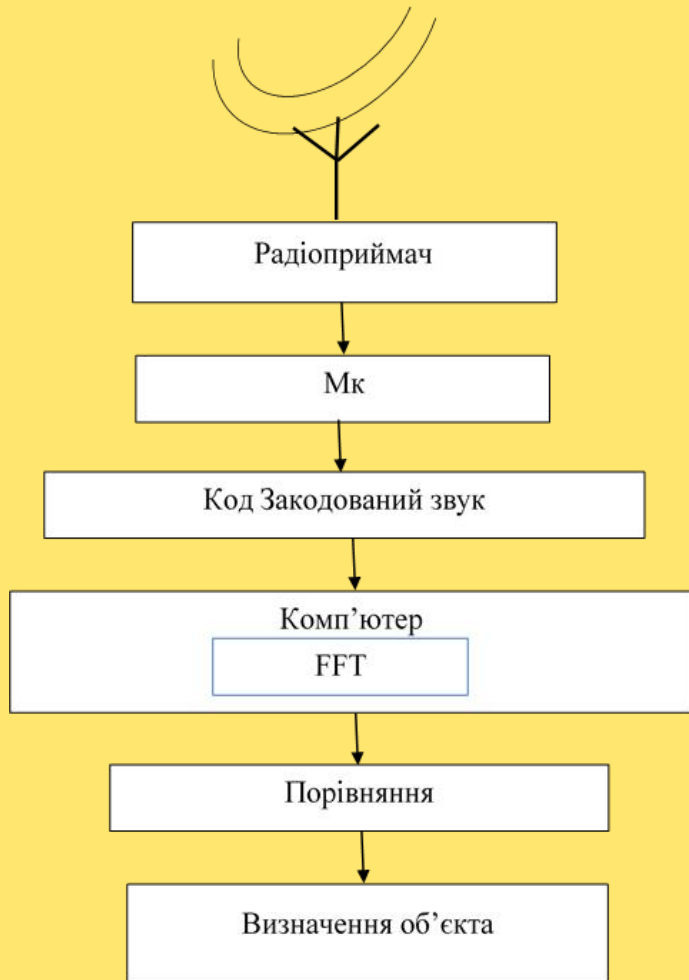 Радіоприймач
Мк
Код Закодований звук
Комп’ютер
FFT
Порівняння
Визначення об’єкта